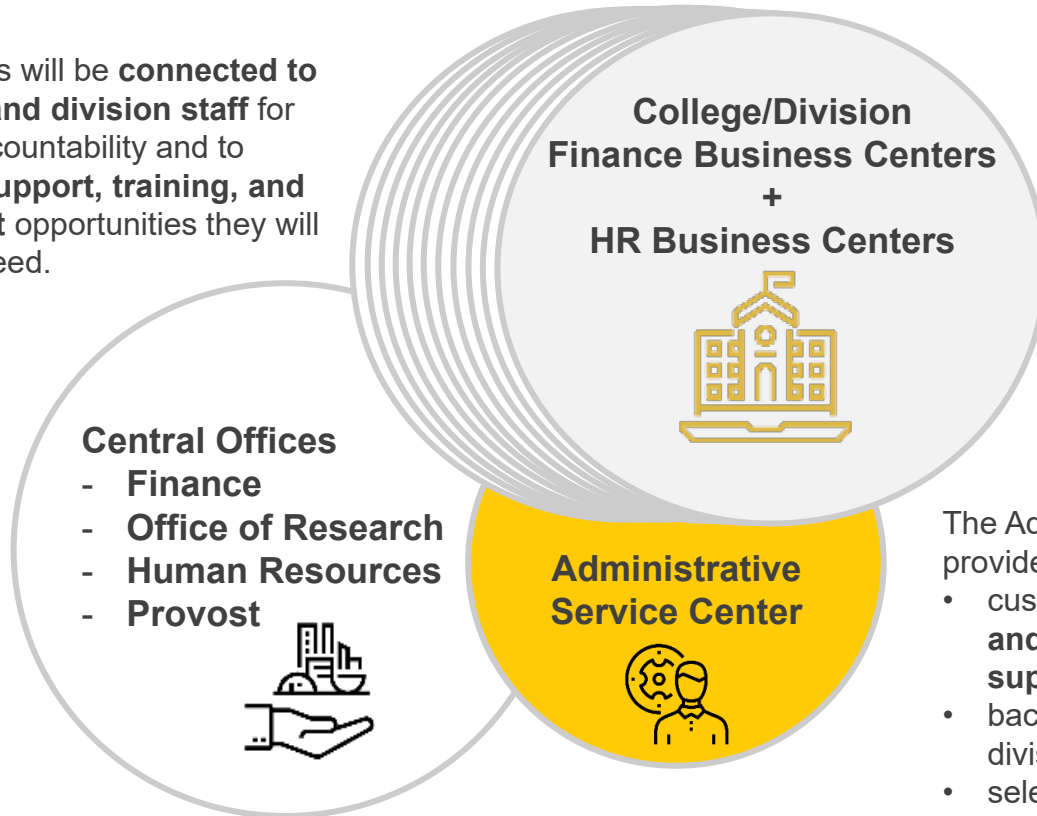 s will be connected to
and division staff for
countability and to
upport, training, and
t opportunities they will
eed.
College/Division
Finance Business Centers
+
HR Business Centers
Central Offices
- Finance
- Office of Research
- Human Resources
- Provost
Administrative
Service Center
The Ad
provide
• cus
and
sup
• bac
divis
• sele